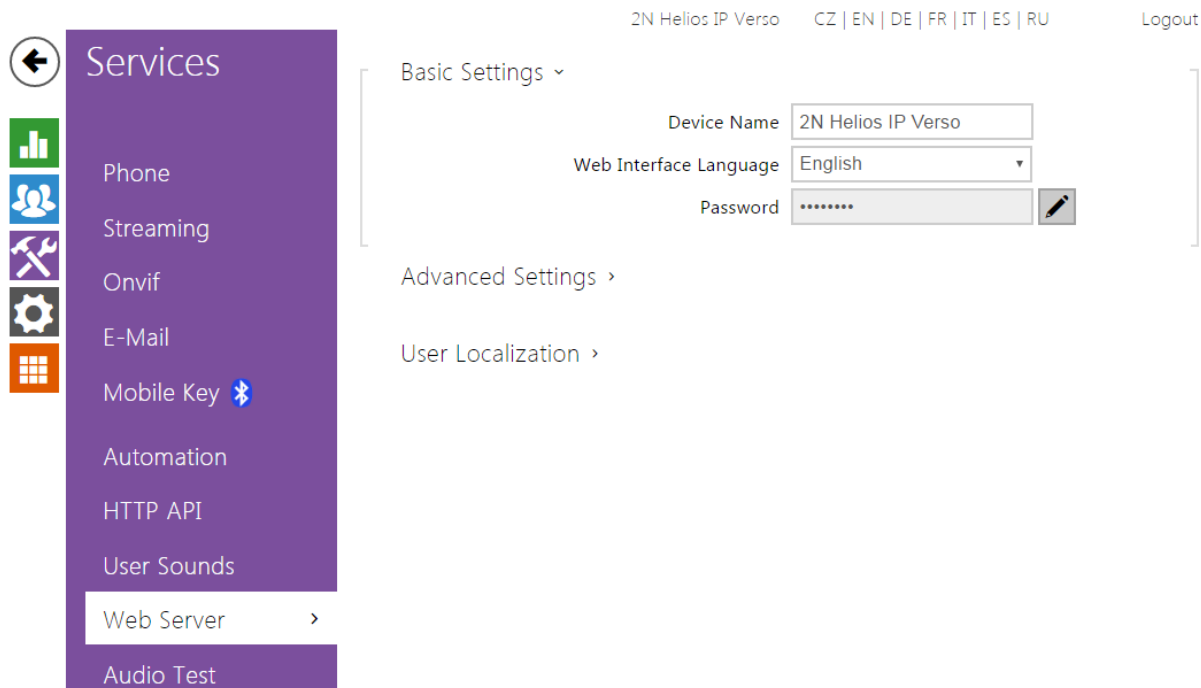 2N Helios IP Verso CZ | EN | DE | FR | IT | ES | RU Logout
Services
Phone
Streaming
Onvif
E-Mail
Mobile Key
Automation
HTTP API
User Sounds
Web Server
Audio Test
Basic Settings
Device Name 2N Helios IP Verso
Web Interface Language English
Password ••••••••
Advanced Settings
User Localization